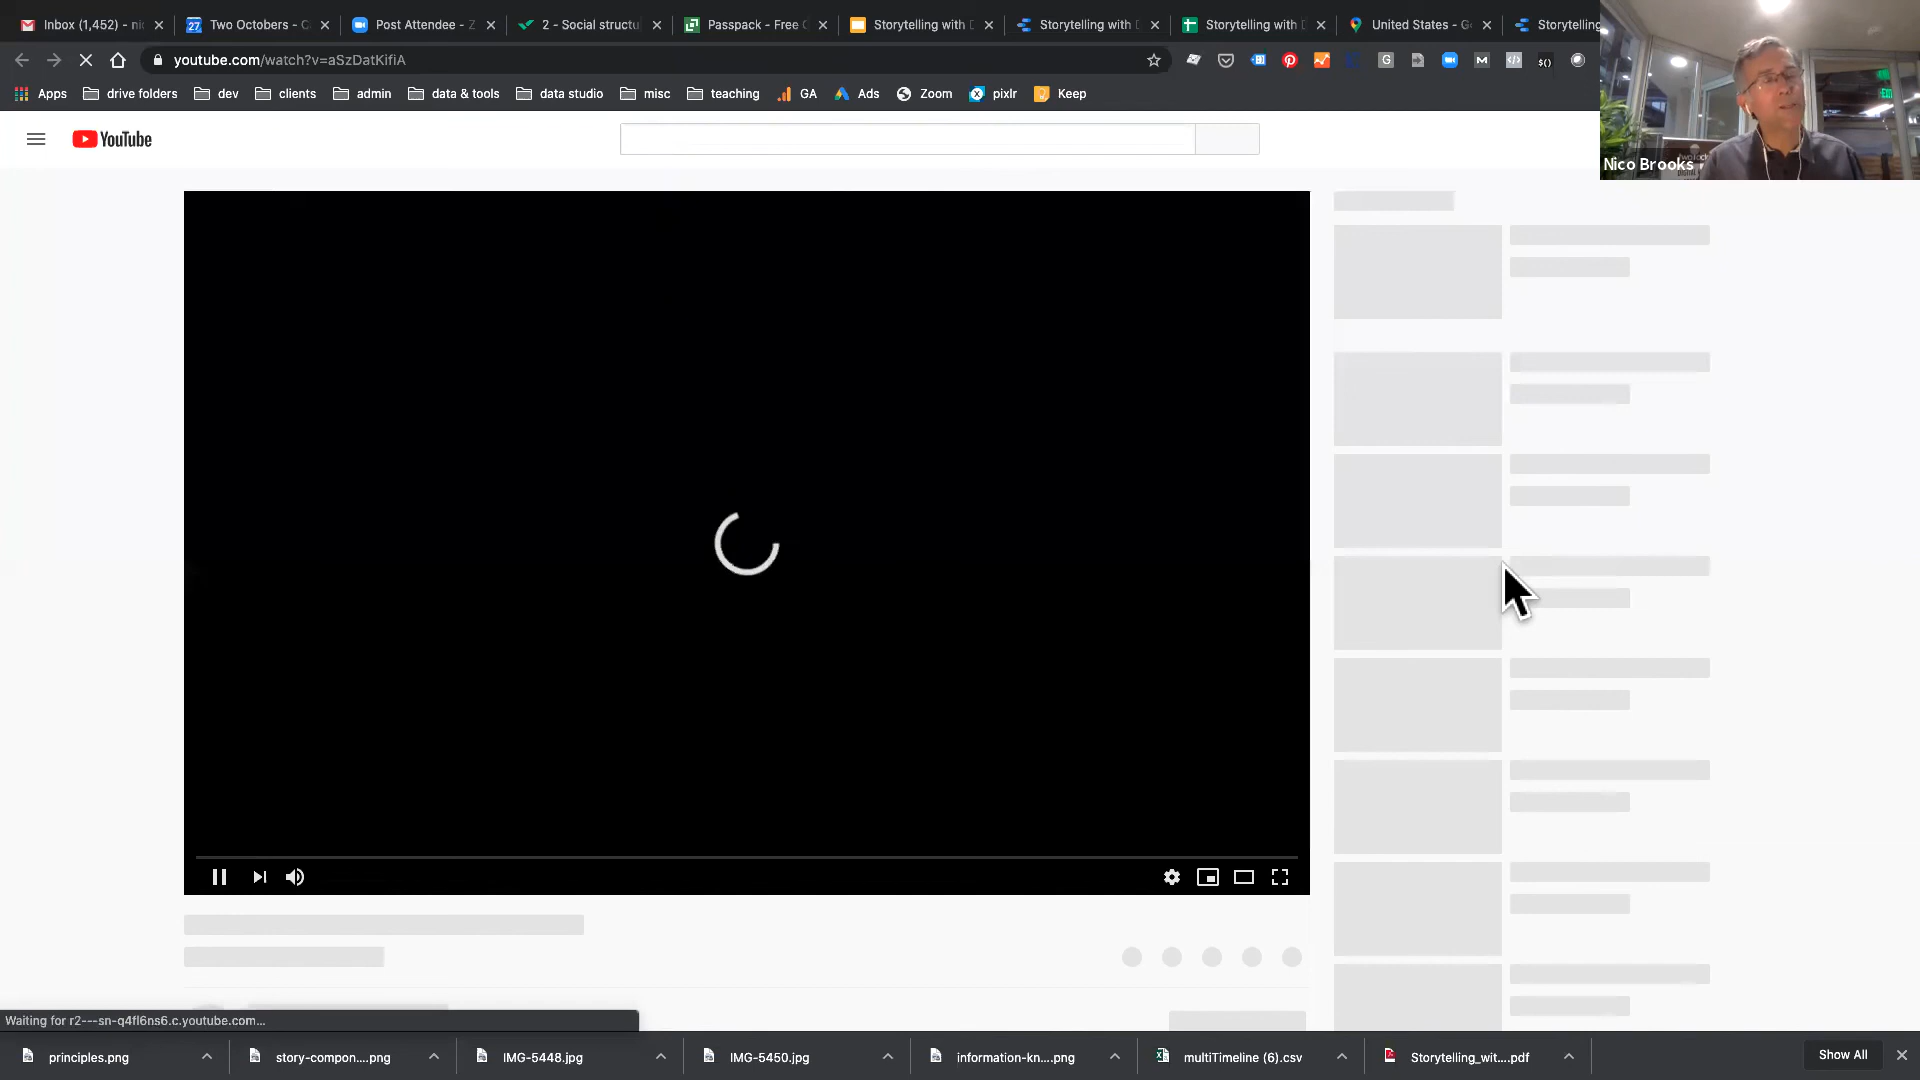 Inbox (1,452) - nic
Two Octobers - C
Post Attendee - Z
2 - Social structu
Passpack - Free C
Storytelling with D
Storytelling with D
Storytelling with D
United States - Go
Storytelling
youtube.com/watch?v=aSzDatKifiA
Apps
drive folders
dev
clients
admin
data & tools
data studio
misc
teaching
GA
Ads
Zoom
pixlr
Keep
YouTube
Nico Brooks
Waiting for r2---sn-q4fl6ns6.c.youtube.com...
principles.png
story-compon....png
IMG-5448.jpg
IMG-5450.jpg
information-kn....png
multiTimeline (6).csv
Storytelling_wit....pdf
Show All